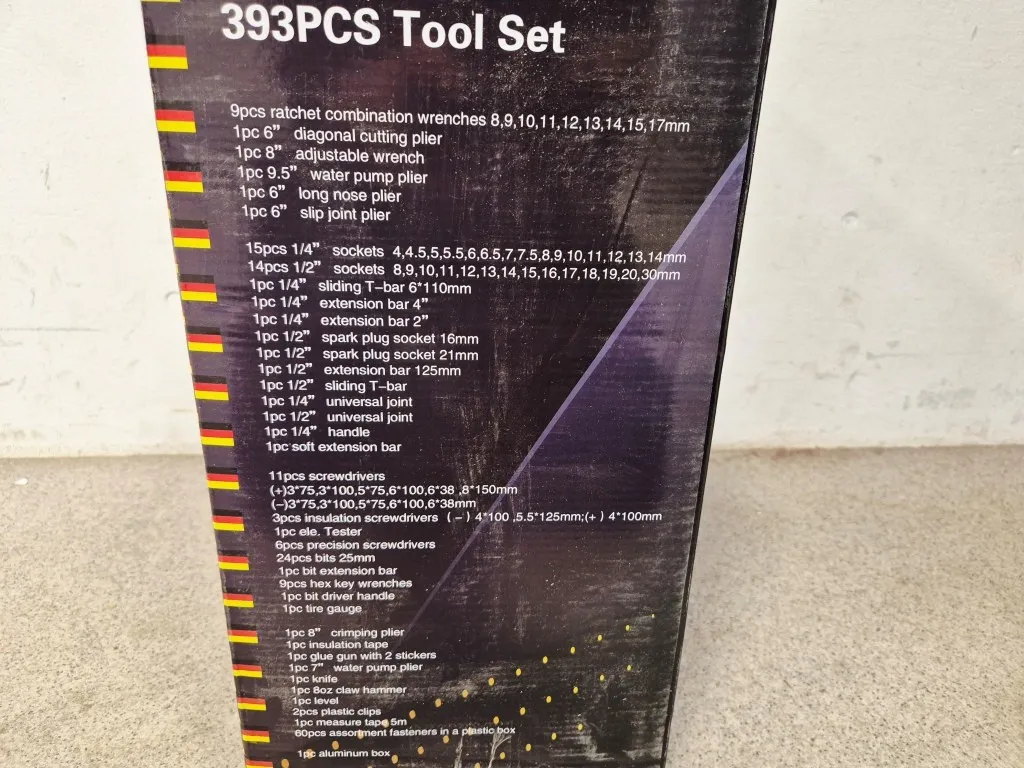 393PCS Tool Set
9pcs ratchet combination wrenches 8,9,10,11,12,13,14,15,17mm
1pc 6” diagonal cutting plier
1pc 8” adjustable wrench
1pc 9.5” water pump plier
1pc 6” long nose plier
1pc 6” slip joint plier
15pcs 1/4” sockets 4,4.5,5,5.5,6,6.5,7,7.5,8,9,10,11,12,13,14mm
14pcs 1/2” sockets 8,9,10,11,12,13,14,15,16,17,18,19,20,30mm
1pc 1/4” sliding T-bar 6*110mm
1pc 1/4” extension bar 4”
1pc 1/4” extension bar 2”
1pc 1/2” spark plug socket 16mm
1pc 1/2” spark plug socket 21mm
1pc 1/2” extension bar 125mm
1pc 1/2” sliding T-bar
1pc 1/4” universal joint
1pc 1/2” universal joint
1pc 1/4” handle
1pc soft extension bar
11pcs screwdrivers
(+)3*75,3*100,5*75,6*100,6*38 ,8*150mm
(-)3*75,3*100,5*75,6*100,6*38mm
3pcs insulation screwdrivers (-) 4*100 ,5.5*125mm;(+) 4*100mm
1pc ele. Tester
6pcs precision screwdrivers
24pcs bits 25mm
1pc bit extension bar
9pcs hex key wrenches
1pc bit driver handle
1pc tire gauge
1pc 8” crimping plier
1pc insulation tape
1pc glue gun with 2 stickers
1pc 7” water pump plier
1pc knife
1pc 8oz claw hammer
1pc level
2pcs plastic clips
1pc measure tape 5m
60pcs assortment fasteners in a plastic box
1pc aluminum box